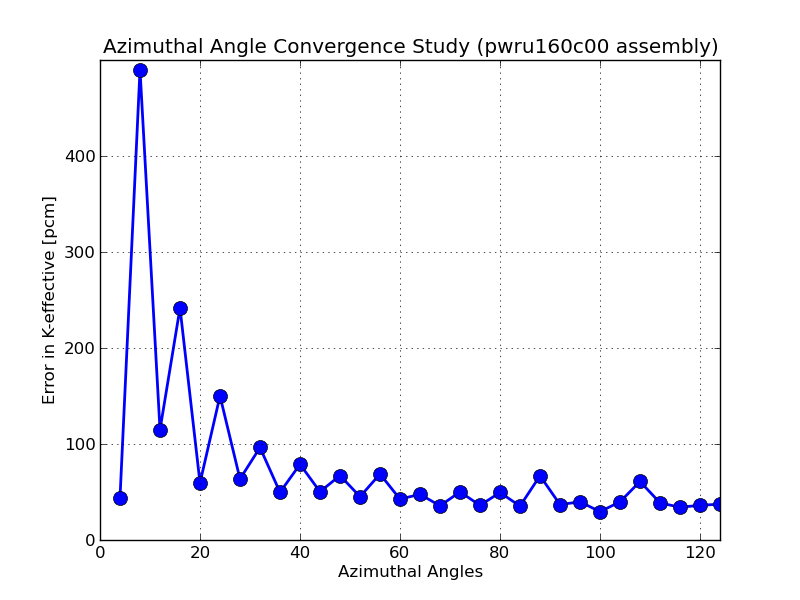 Azimuthal Angle Convergence Study (pwru160c00 assembly)
Error in K-effective [pcm]
400
300
200
100
0
0 20 40 60 80 100 120
Azimuthal Angles